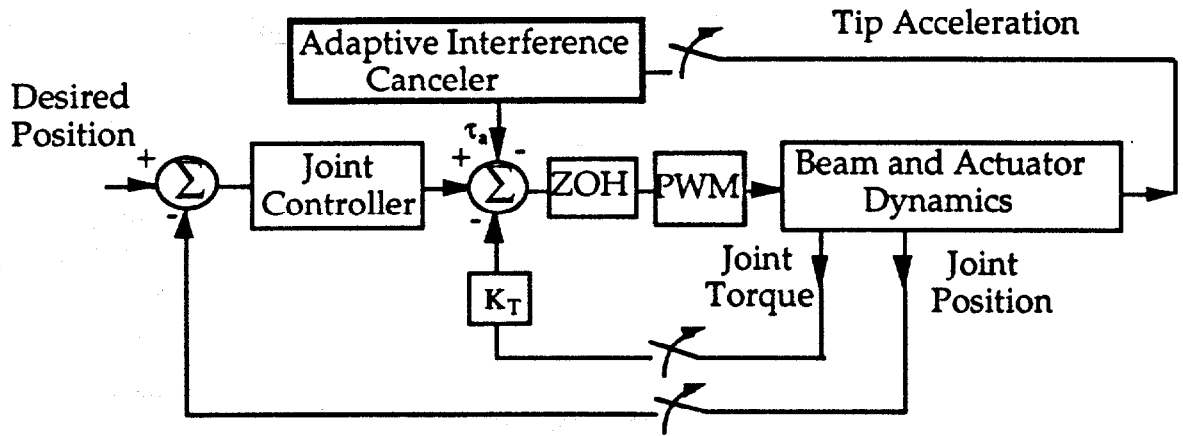 Tip Acceleration
Adaptive Interference
Canceler
Desired
Position
τa
-
+
+
Σ
-
Joint
Controller
Σ
-
ZOH
PWM
Beam and Actuator
Dynamics
Joint
Torque
Joint
Position
KT